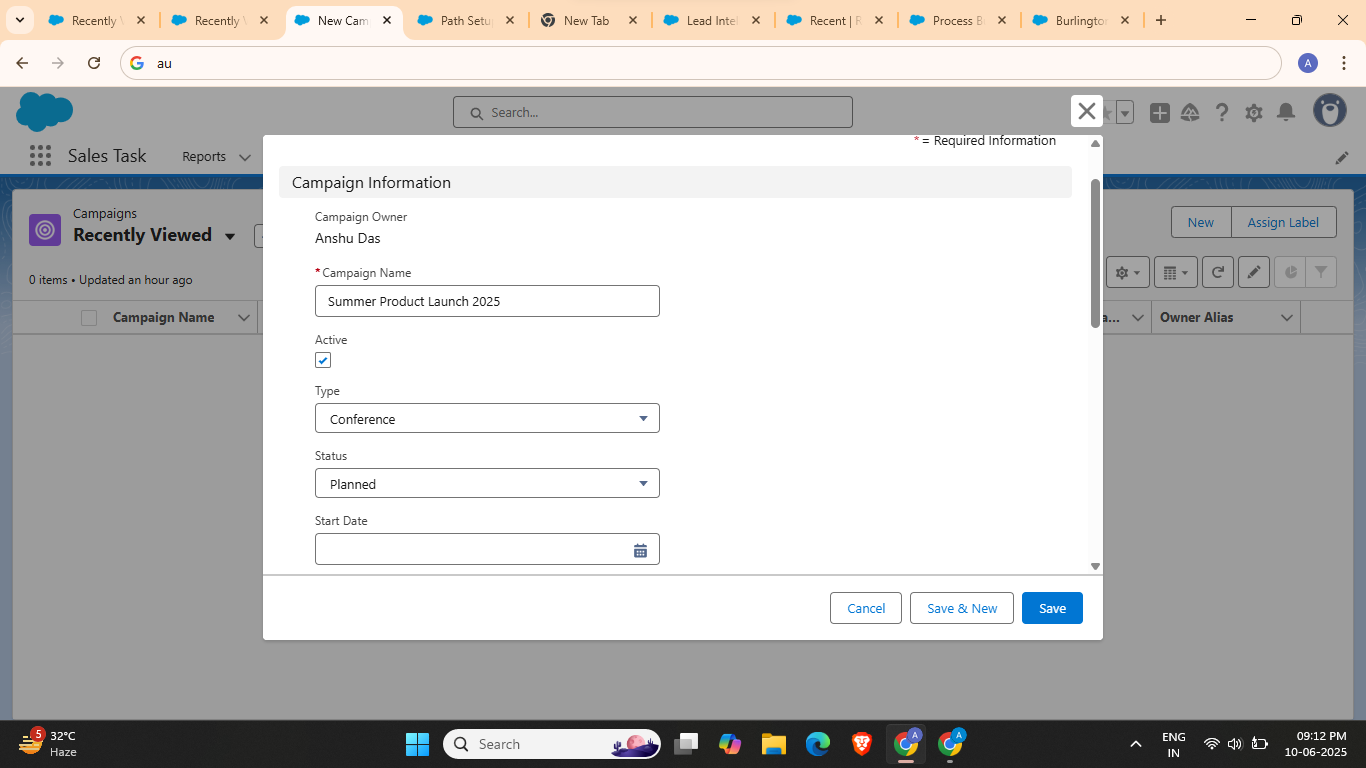 Recently V
Recently V
New Cam
Path Setu
New Tab
Lead Intel
Recent | R
Process B
Burlington
au
A
Search...
Sales Task
Reports
* = Required Information
Campaign Information
Campaigns
Recently Viewed
New
Assign Label
0 items • Updated an hour ago
Campaign Name
a...
Owner Alias
Campaign Owner
Anshu Das
* Campaign Name
Summer Product Launch 2025
Active
Type
Conference
Status
Planned
Start Date
Cancel
Save & New
Save
5
32°C
Haze
Search
A
A
ENG
IN
09:12 PM
10-06-2025